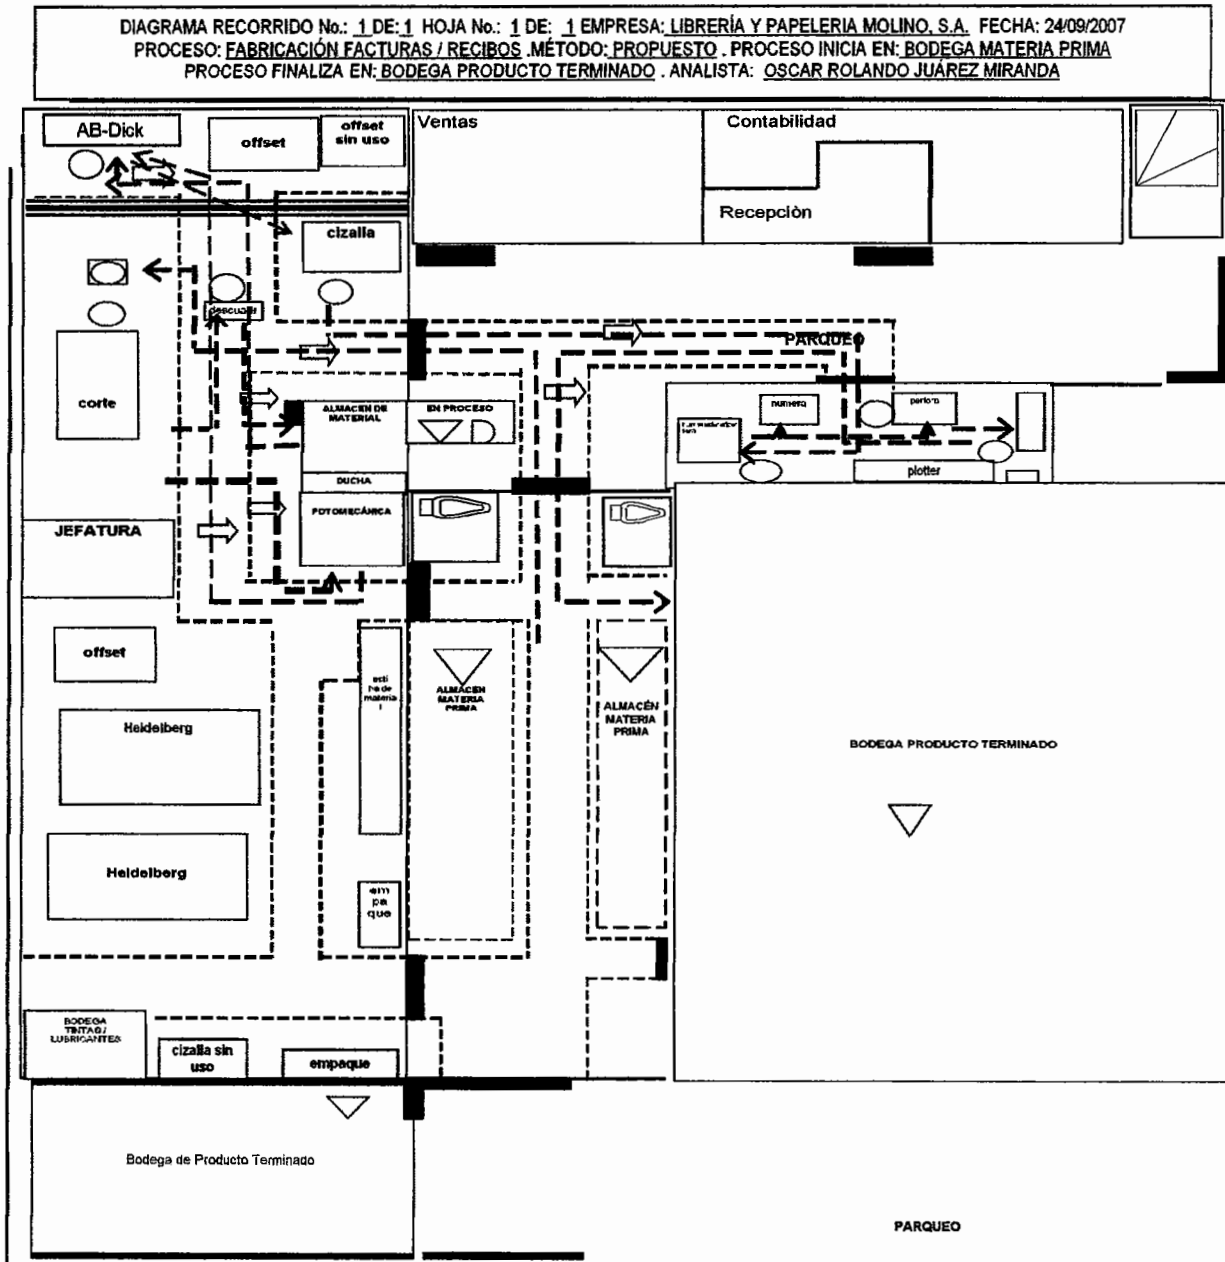 DIAGRAMA RECORRIDO No.: 1 DE: 1 HOJA No.: 1 DE: 1 EMPRESA: LIBRERÍA Y PAPELERIA MOLINO, S.A. FECHA: 24/09/2007
PROCESO: FABRICACIÓN FACTURAS / RECIBOS .MÉTODO: PROPUESTO . PROCESO INICIA EN: BODEGA MATERIA PRIMA
PROCESO FINALIZA EN: BODEGA PRODUCTO TERMINADO . ANALISTA: OSCAR ROLANDO JUÁREZ MIRANDA
AB-Dick
offset
offset
sin uso
Ventas
Contabilidad
Recepciòn
cizalla
PARQUEO
corte
ALMACEN DE
MATERIAL
EN PROCESO
numera
perfora
plotter
DUCHA
FOTOMECÁNICA
JEFATURA
offset
esti
ba de
materia
l
ALMACEN
MATERIA
PRIMA
ALMACÉN
MATERIA
PRIMA
Heidelberg
BODEGA PRODUCTO TERMINADO
Heidelberg
em
pa
que
BODEGA
TINTAS /
LUBRICANTES
cizalla sin
uso
empaque
Bodega de Producto Terminado
PARQUEO